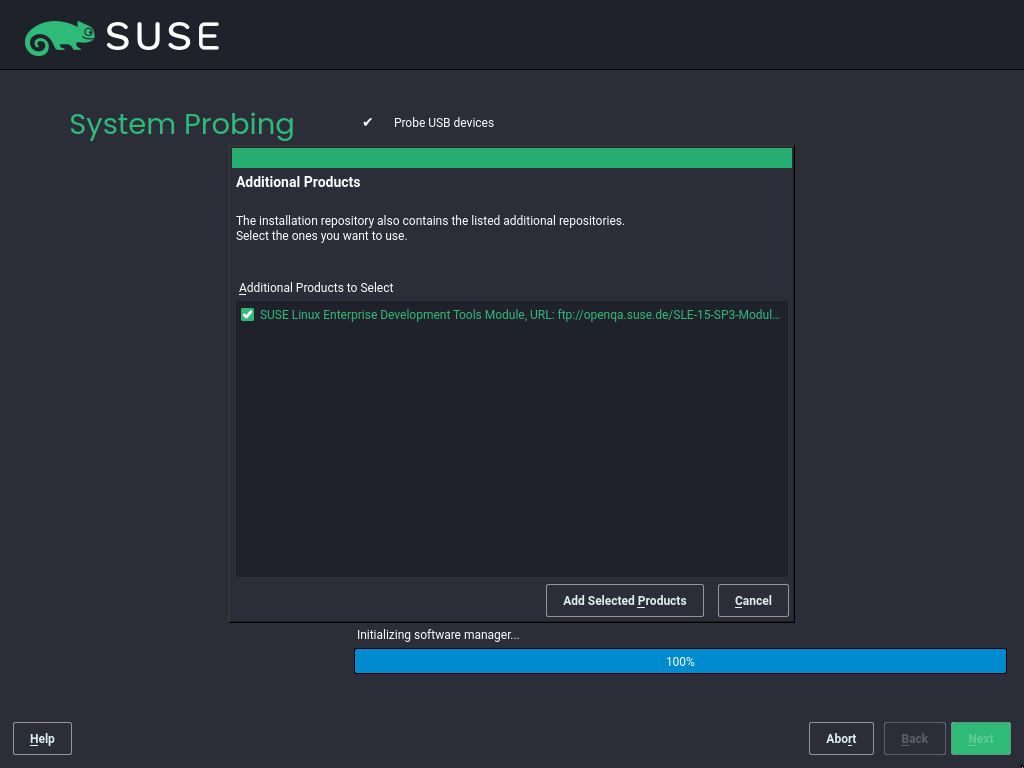 SUSE
System Probing
✔ Probe USB devices
Additional Products
The installation repository also contains the listed additional repositories.
Select the ones you want to use.
Additional Products to Select
SUSE Linux Enterprise Development Tools Module, URL: ftp://openqa.suse.de/SLE-15-SP3-Modul...
Add Selected Products Cancel
Initializing software manager...
100%
Help Abort Back Next